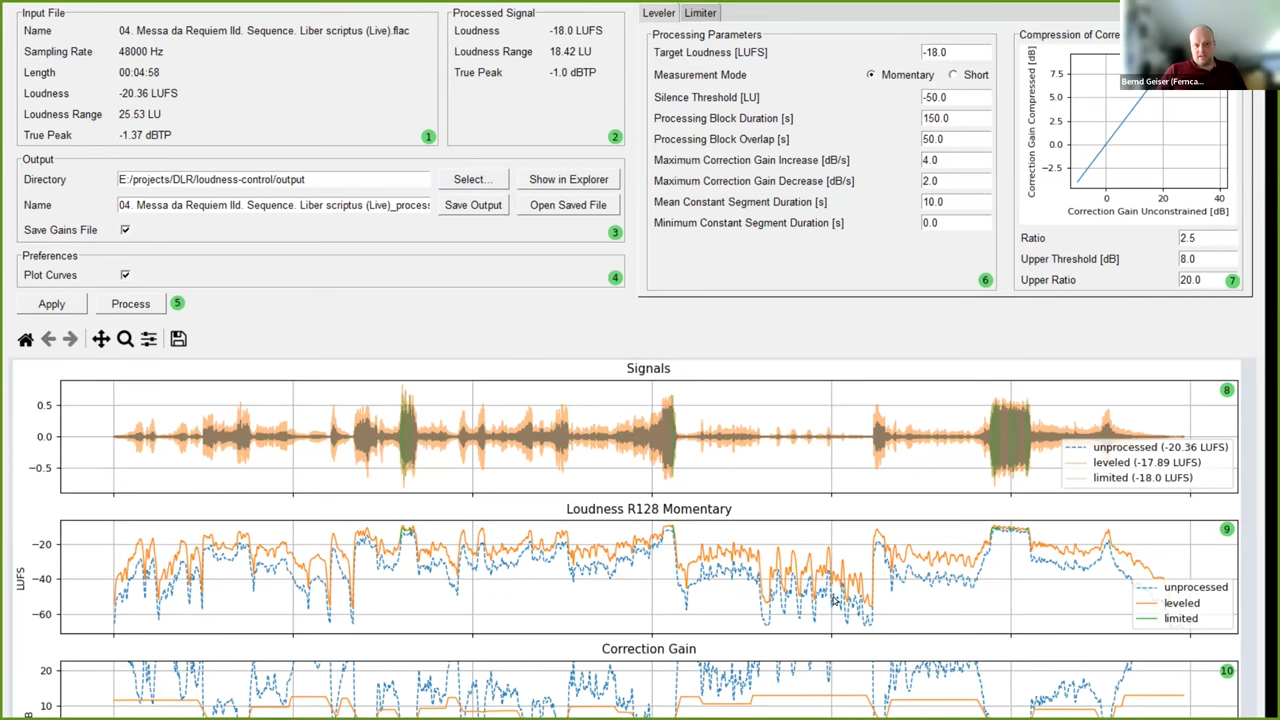 Input File
Name 04. Messa da Requiem IId. Sequence. Liber scriptus (Live).flac
Sampling Rate 48000 Hz
Length 00:04:58
Loudness -20.36 LUFS
Loudness Range 25.53 LU
True Peak -1.37 dBTP
1
Processed Signal
Loudness -18.0 LUFS
Loudness Range 18.42 LU
True Peak -1.0 dBTP
2
Output
Directory E:/projects/DLR/loudness-control/output Select... Show in Explorer
Name 04. Messa da Requiem IId. Sequence. Liber scriptus (Live)_process Save Output Open Saved File
Save Gains File
3
Preferences
Plot Curves
4
Apply Process 5
Leveler Limiter
Processing Parameters
Target Loudness [LUFS] -18.0
Measurement Mode Momentary Short
Silence Threshold [LU] -50.0
Processing Block Duration [s] 150.0
Processing Block Overlap [s] 50.0
Maximum Correction Gain Increase [dB/s] 4.0
Maximum Correction Gain Decrease [dB/s] 2.0
Mean Constant Segment Duration [s] 10.0
Minimum Constant Segment Duration [s] 0.0
6
Compression of Corre
Bernd Geiser (Fernca...
Correction Gain Compressed [dB]
7.5
5.0
2.5
0.0
−2.5
0 20 40
Correction Gain Unconstrained [dB]
Ratio 2.5
Upper Threshold [dB] 8.0
Upper Ratio 20.0
7
Signals
8
0.5
0.0
−0.5
unprocessed (-20.36 LUFS)
leveled (-17.89 LUFS)
limited (-18.0 LUFS)
Loudness R128 Momentary
9
LUFS
−20
−40
−60
unprocessed
leveled
limited
Correction Gain
10
20
10